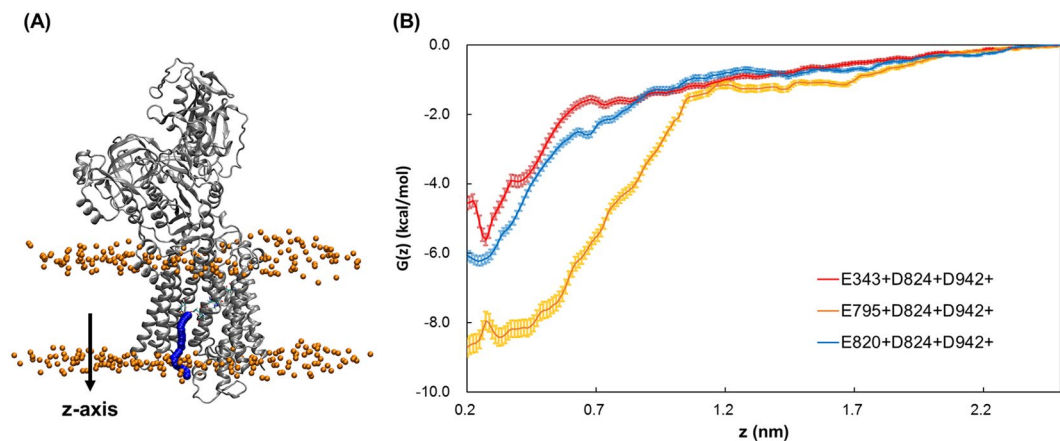 (A)
z-axis
(B)
G(z) (kcal/mol)
0.0
-2.0
-4.0
-6.0
-8.0
-10.0
E343+D824+D942+
E795+D824+D942+
E820+D824+D942+
0.2 0.7 1.2 1.7 2.2
z (nm)